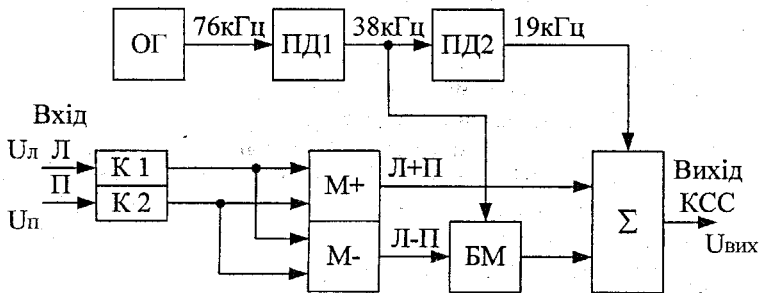 ОГ 76кГц ПД1 38кГц ПД2 19кГц
Вхід
Uл Л К 1
П К 2
Uп
М+ Л+П
М- Л-П БМ
Σ
Вихід
КСС
Uвих